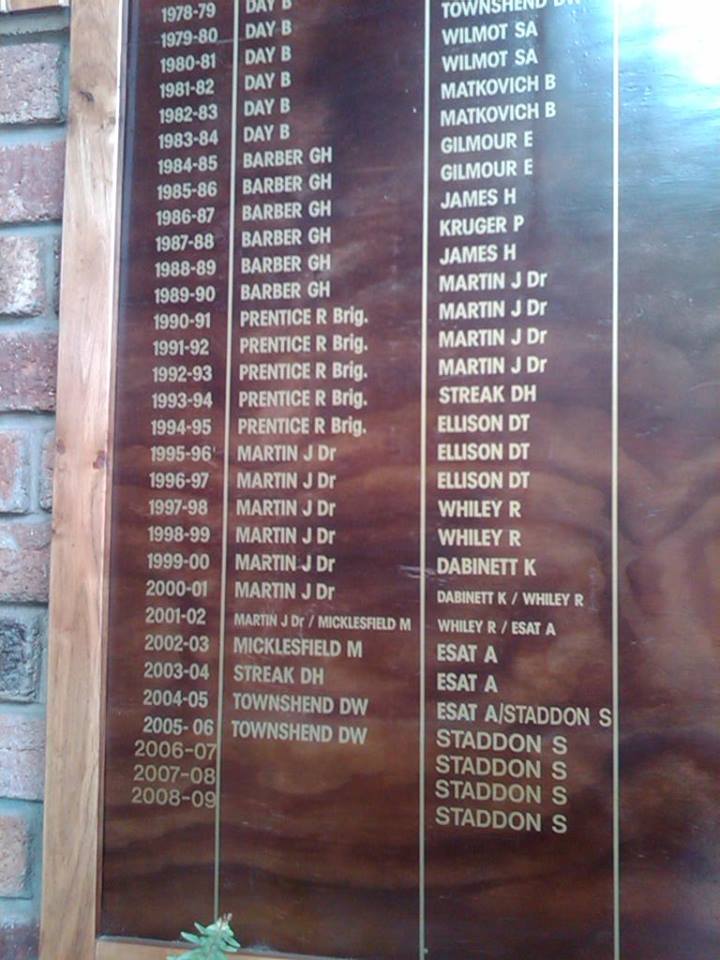 1978-79
1979-80
1980-81
1981-82
1982-83
1983-84
1984-85
1985-86
1986-87
1987-88
1988-89
1989-90
1990-91
1991-92
1992-93
1993-94
1994-95
1995-96
1996-97
1997-98
1998-99
1999-00
2000-01
2001-02
2002-03
2003-04
2004-05
2005-06
2006-07
2007-08
2008-09
DAY B
DAY B
DAY B
DAY B
DAY B
DAY B
BARBER GH
BARBER GH
BARBER GH
BARBER GH
BARBER GH
BARBER GH
PRENTICE R Brig.
PRENTICE R Brig.
PRENTICE R Brig.
PRENTICE R Brig.
PRENTICE R Brig.
MARTIN J Dr
MARTIN J Dr
MARTIN J Dr
MARTIN J Dr
MARTIN J Dr
MARTIN J Dr
MARTIN J Dr / MICKLESFIELD M
MICKLESFIELD M
STREAK DH
TOWNSHEND DW
TOWNSHEND DW
TOWNSHEND DW
WILMOT SA
WILMOT SA
MATKOVICH B
MATKOVICH B
GILMOUR E
GILMOUR E
JAMES H
KRUGER P
JAMES H
MARTIN J Dr
MARTIN J Dr
MARTIN J Dr
MARTIN J Dr
STREAK DH
ELLISON DT
ELLISON DT
ELLISON DT
WHILEY R
WHILEY R
DABINETT K
DABINETT K / WHILEY R
WHILEY R / ESAT A
ESAT A
ESAT A
ESAT A/STADDON S
STADDON S
STADDON S
STADDON S
STADDON S